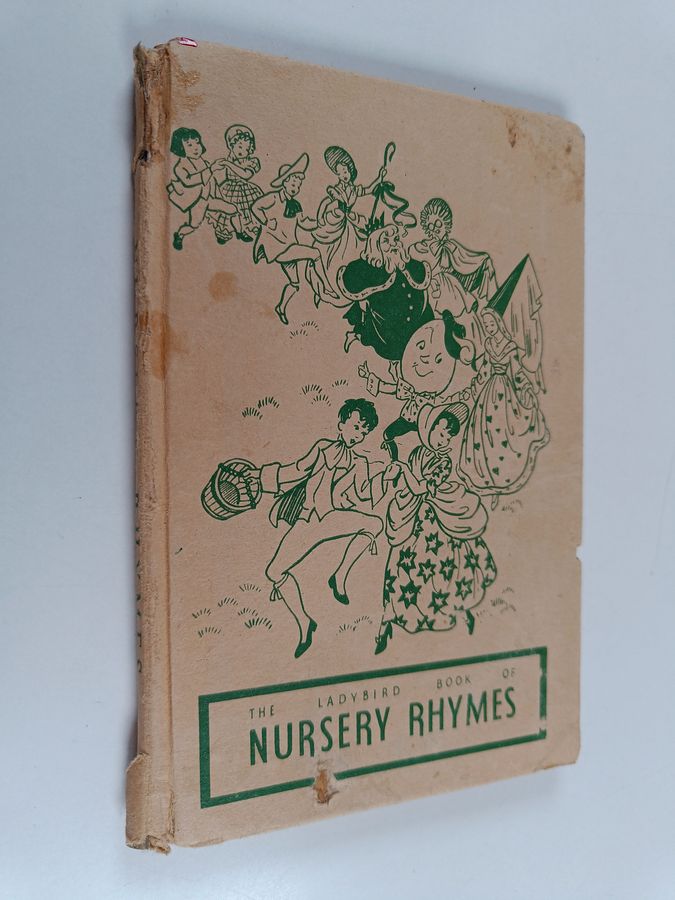 THE LADYBIRD BOOK OF
NURSERY RHYMES